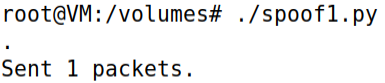 root@VM:/volumes# ./spoof1.py
.
Sent 1 packets.